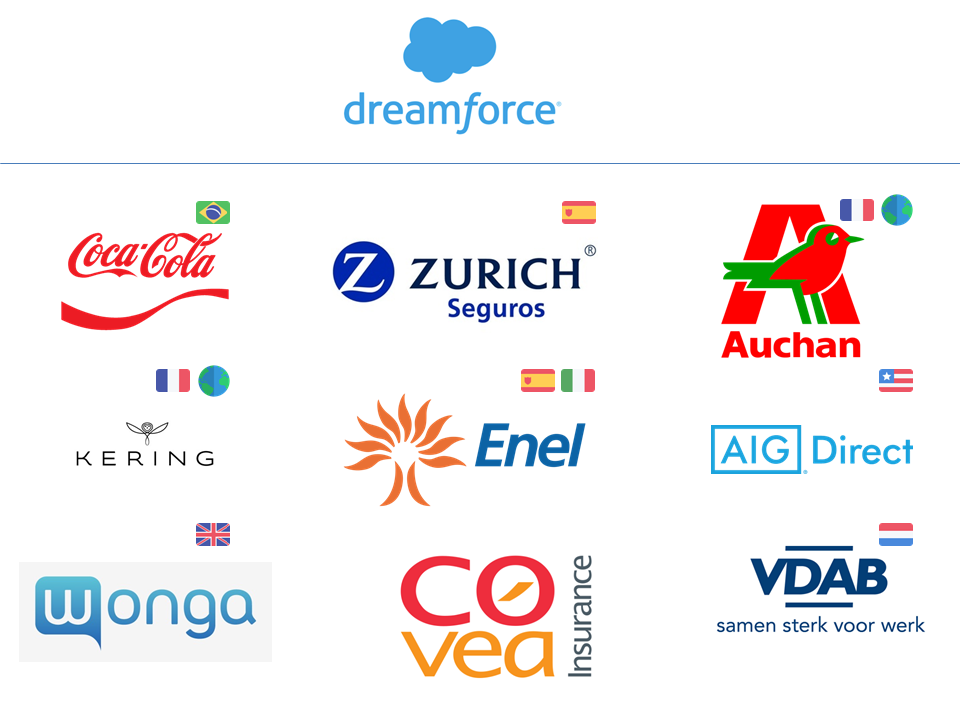 dreamforce®
Coca-Cola
Z ZURICH®
Seguros
A
Auchan
KERING
Enel
AIG Direct
wonga
COvea Insurance
VDAB
samen sterk voor werk